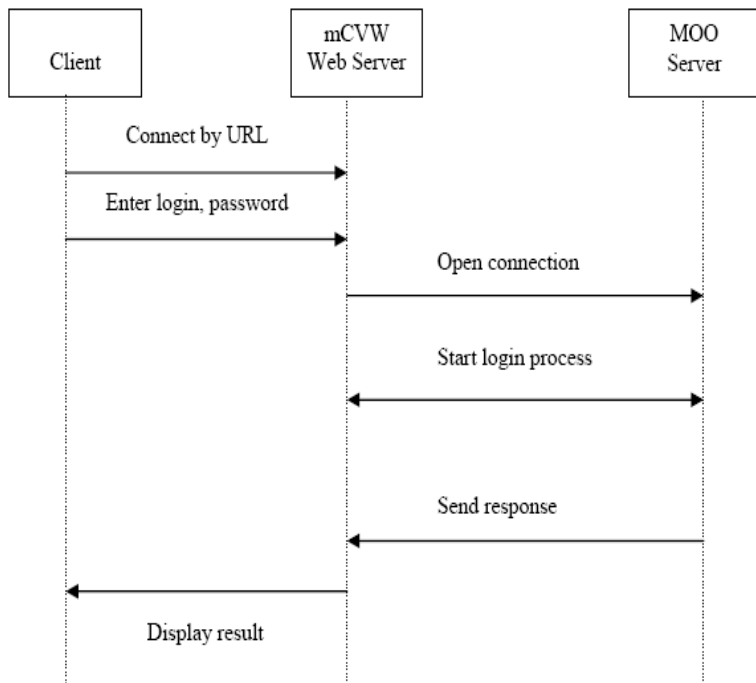 Client
mCVW
Web Server
MOO
Server
Connect by URL
Enter login, password
Open connection
Start login process
Send response
Display result